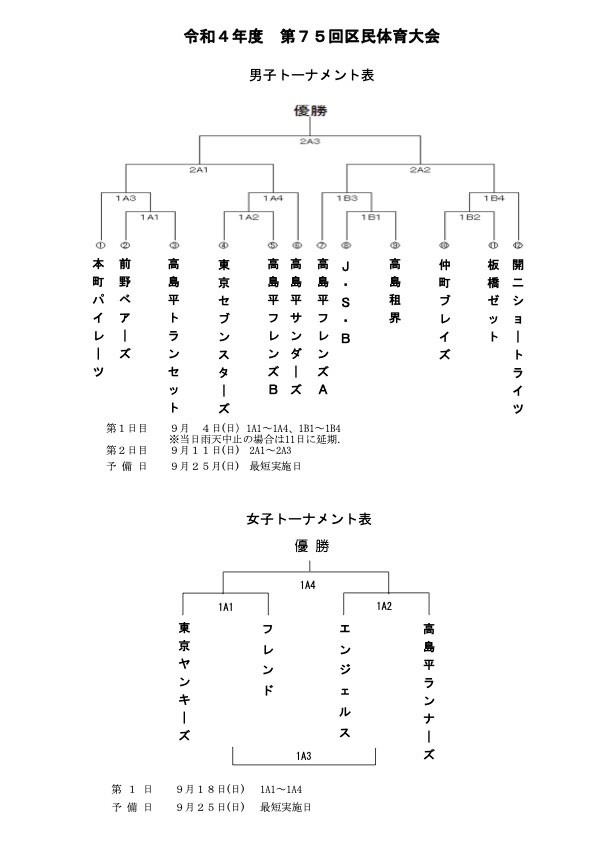 令和４年度　第７５回区民体育大会
男子トーナメント表
優勝
2A3
2A1
2A2
1A3
1A4
1B3
1B4
1A1
1A2
1B1
1B2
①
②
③
④
⑤
⑥
⑦
⑧
⑨
⑩
⑪
⑫
本町パイレーツ
前野ベアーズ
高島平トランセット
東京セブンスターズ
高島平フレンズB
高島平サンダーズ
高島平フレンズA
J・S・B
高島租界
仲町ブレイズ
板橋ゼット
開二ショートライツ
第１日目　９月　４日(日）1A1～1A4、1B1～1B4
※当日雨天中止の場合は11日に延期.
第２日目　９月１１日(日）2A1～2A3
予 備 日　９月２５日(日)　最短実施日
女子トーナメント表
優 勝
1A4
1A1
1A2
東京ヤンキーズ
フレンド
エンジェルス
高島平ランナーズ
1A3
第 １ 日　９月１８日(日)　1A1～1A4
予 備 日　９月２５日(日)　最短実施日